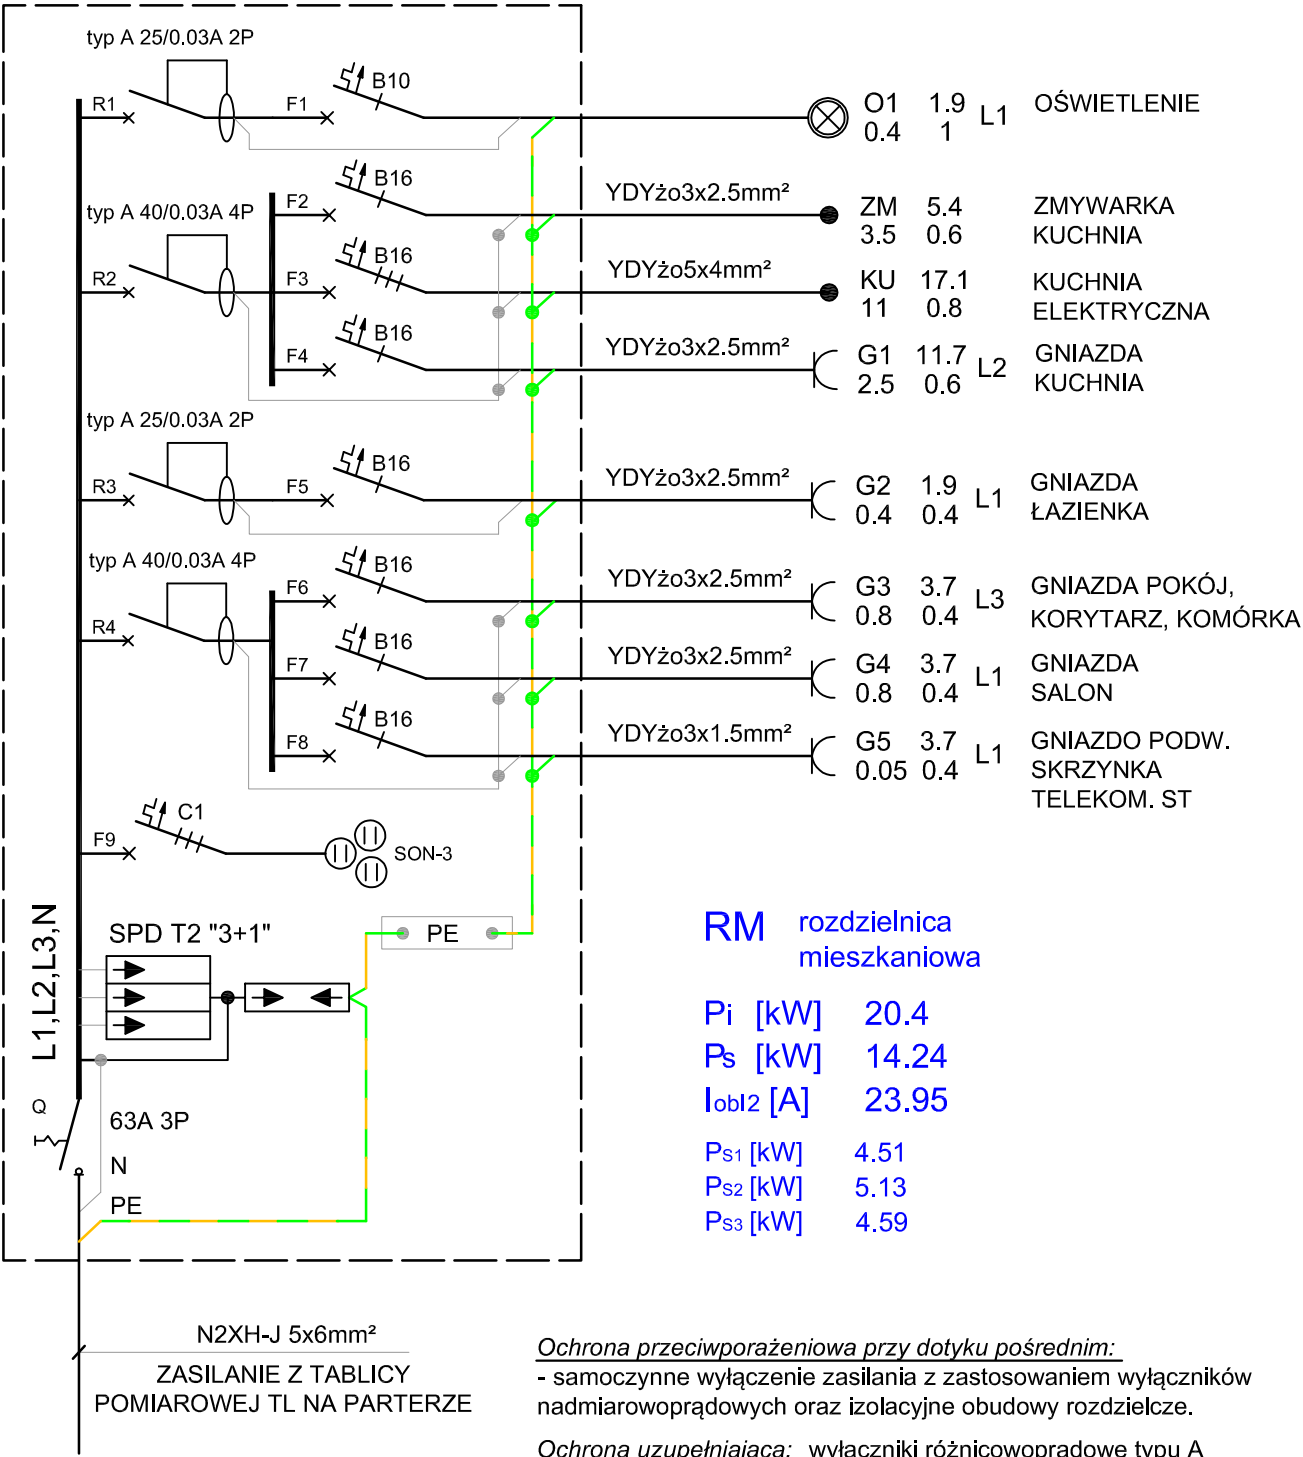 typ A 25/0.03A 2P
R1 F1 B10
O1 1.9 L1 OŚWIETLENIE
0.4 1
typ A 40/0.03A 4P
F2 B16 YDYżo3x2.5mm²
ZM 5.4 ZMYWARKA
3.5 0.6 KUCHNIA
R2 F3 B16 YDYżo5x4mm²
KU 17.1 KUCHNIA
11 0.8 ELEKTRYCZNA
F4 B16 YDYżo3x2.5mm²
G1 11.7 L2 GNIAZDA
2.5 0.6 KUCHNIA
typ A 25/0.03A 2P
R3 F5 B16 YDYżo3x2.5mm²
G2 1.9 L1 GNIAZDA
0.4 0.4 ŁAZIENKA
typ A 40/0.03A 4P
F6 B16 YDYżo3x2.5mm²
G3 3.7 L3 GNIAZDA POKÓJ,
0.8 0.4 KORYTARZ, KOMÓRKA
R4
F7 B16 YDYżo3x2.5mm²
G4 3.7 L1 GNIAZDA
0.8 0.4 SALON
F8 B16 YDYżo3x1.5mm²
G5 3.7 L1 GNIAZDO PODW.
0.05 0.4 SKRZYNKA
TELEKOM. ST
F9 C1 SON-3
L1,L2,L3,N
SPD T2 "3+1"
PE
Q
63A 3P
N
PE
RM rozdzielnica
mieszkaniowa
Pi [kW] 20.4
Ps [kW] 14.24
Iobl2 [A] 23.95
PS1 [kW] 4.51
PS2 [kW] 5.13
PS3 [kW] 4.59
N2XH-J 5x6mm²
ZASILANIE Z TABLICY
POMIAROWEJ TL NA PARTERZE
Ochrona przeciwporażeniowa przy dotyku pośrednim:
- samoczynne wyłączenie zasilania z zastosowaniem wyłączników
nadmiarowoprądowych oraz izolacyjne obudowy rozdzielcze.
Ochrona uzupełniająca: wyłączniki różnicowoprądowe typu A